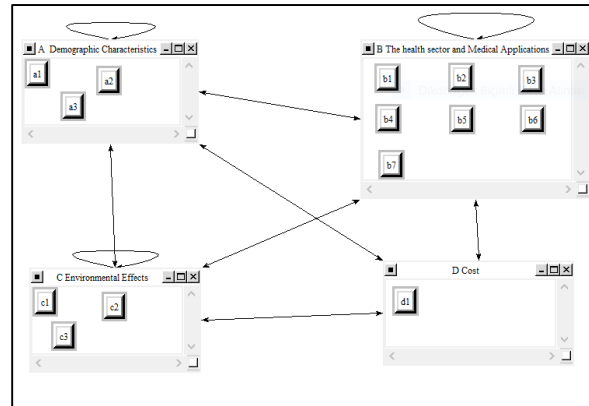 A Demographic Characteristics
a1
a2
a3
B The health sector and Medical Applications
b1
b2
b3
b4
b5
b6
b7
C Environmental Effects
c1
c2
c3
D Cost
d1